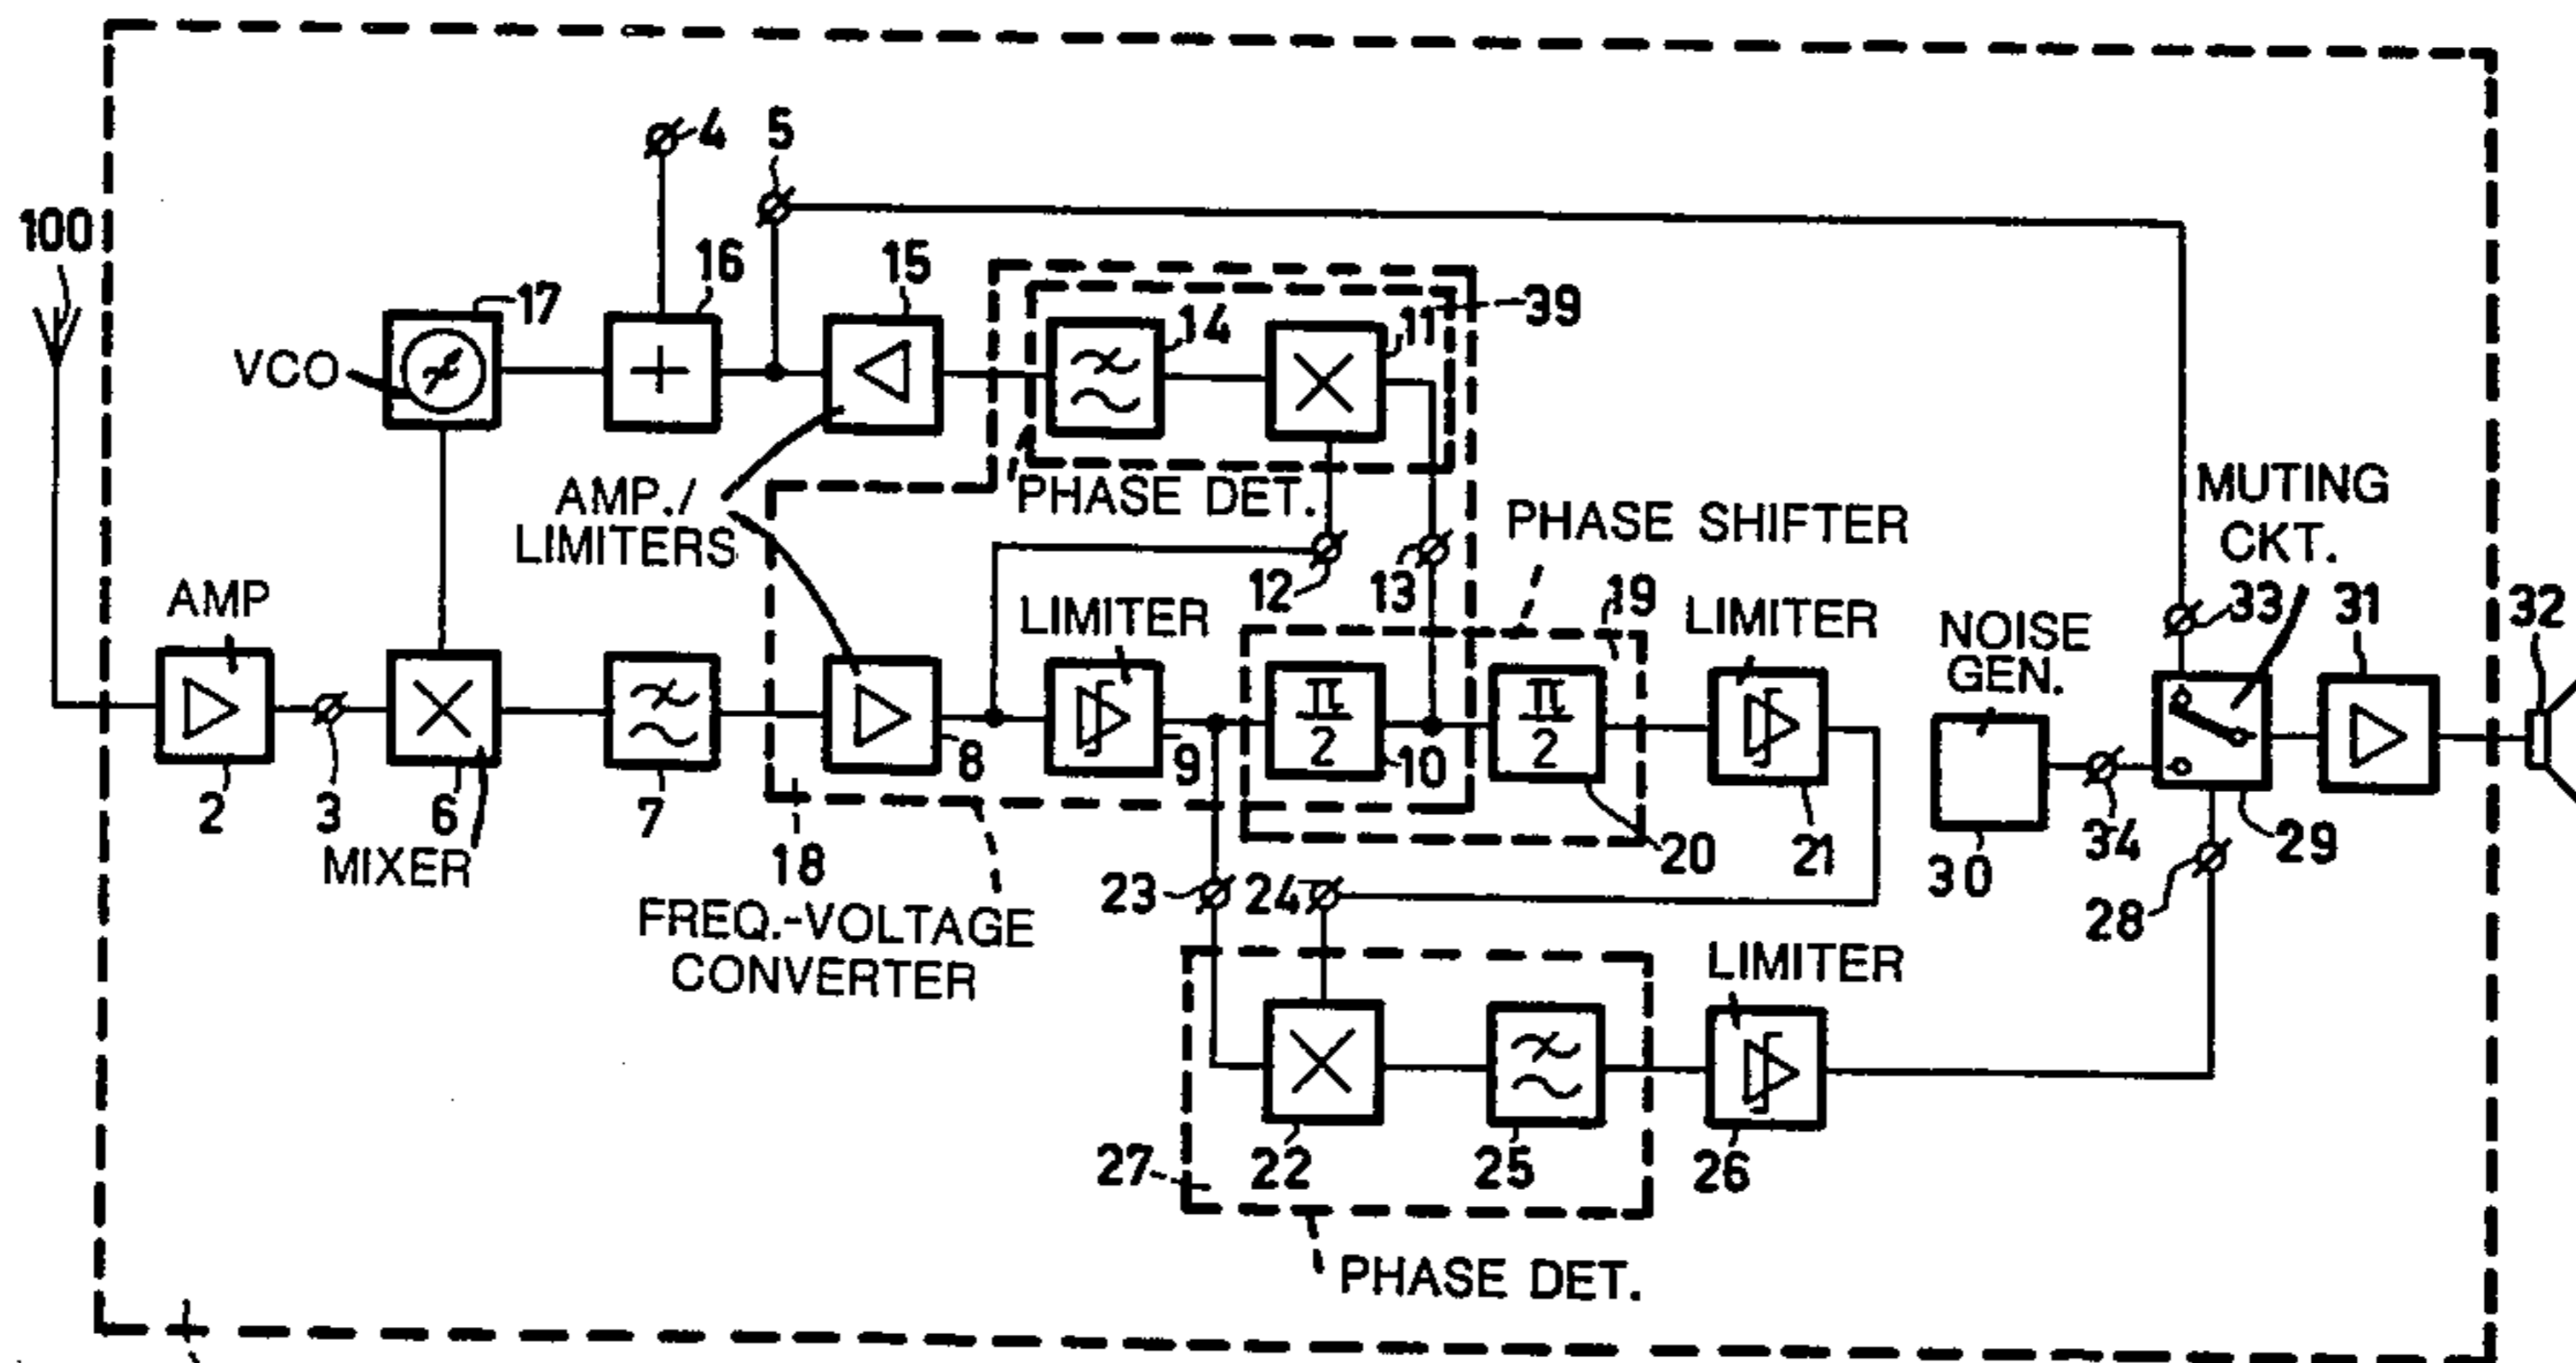 4
5
100
17
16
15
14
11
39
VCO
AMP./
LIMITERS
PHASE DET.
PHASE SHIFTER
MUTING
CKT.
12
13
19
AMP
LIMITER
LIMITER
NOISE
GEN.
33
31
32
π
2
π
2
2
3
6
7
8
9
10
20
21
30
34
29
MIXER
18
FREQ.-VOLTAGE
CONVERTER
23
24
28
LIMITER
27
22
25
26
PHASE DET.